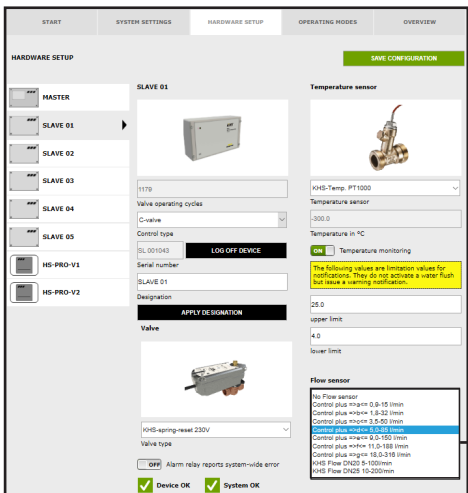 START
SYSTEM SETTINGS
HARDWARE SETUP
OPERATING MODES
OVERVIEW
HARDWARE SETUP
SAVE CONFIGURATION
MASTER
SLAVE 01
SLAVE 02
SLAVE 03
SLAVE 04
SLAVE 05
HS-PRO-V1
HS-PRO-V2
SLAVE 01
1179
Valve operating cycles
C-valve
Control type
SL 001043
LOG OFF DEVICE
Serial number
SLAVE 01
Designation
APPLY DESIGNATION
Valve
KHS-spring-reset 230V
Valve type
OFF Alarm relay reports system-wide error
Device OK
System OK
Temperature sensor
KHS-Temp. PT1000
Temperature sensor
-300.0
Temperature in °C
ON Temperature monitoring
The following values are limitation values for
notifications. They do not activate a water flush
but issue a warning notification.
25.0
upper limit
4.0
lower limit
Flow sensor
No Flow sensor
Control plus =>a<= 0,9-15 l/min
Control plus =>b<= 1,8-32 l/min
Control plus =>c<= 3,5-50 l/min
Control plus =>d<= 5,0-85 l/min
Control plus =>e<= 9,0-150 l/min
Control plus =>f<= 11,0-188 l/min
Control plus =>g<= 18,0-316 l/min
KHS Flow DN20 5-100l/min
KHS Flow DN25 10-200/min